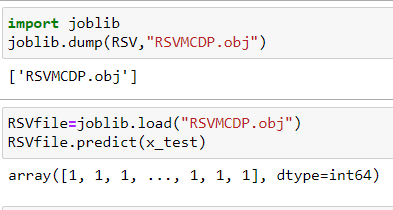 import joblib
joblib.dump(RSV,"RSVMCDP.obj")
['RSVMCDP.obj']
RSVfile=joblib.load("RSVMCDP.obj")
RSVfile.predict(x_test)
array([1, 1, 1, ..., 1, 1, 1], dtype=int64)